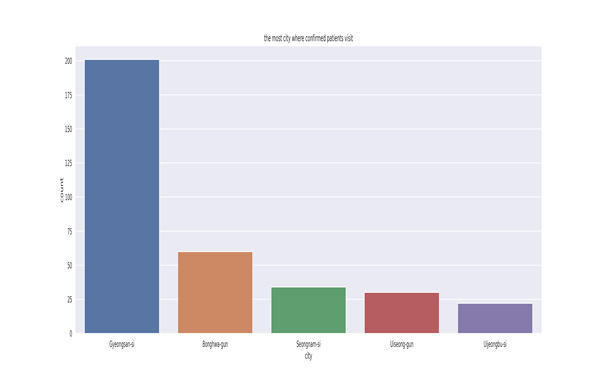 the most city where confirmed patients visit
200
175
150
125
100
75
50
25
0
count
Gyeongsan-si Bonghwa-gun Seongnam-si Uiseong-gun Uijeongbu-si
city